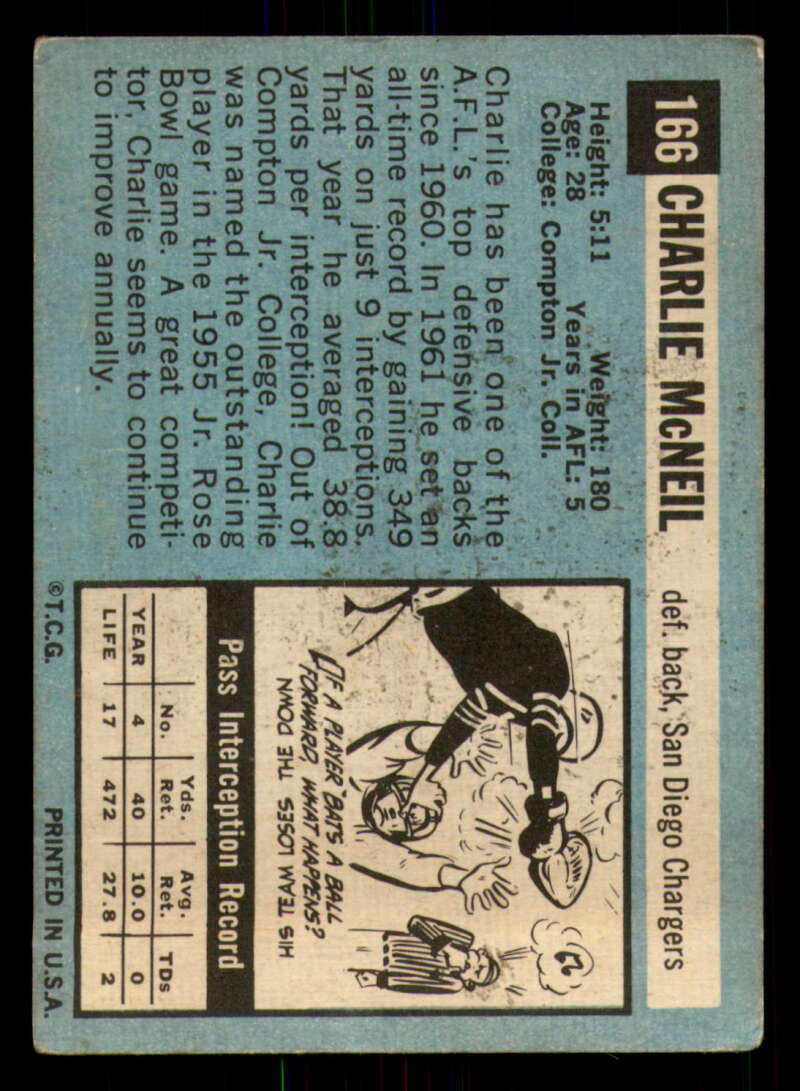 166 CHARLIE McNEIL def. back, San Diego Chargers
Height: 5:11 Weight: 180
Age: 28 Years in AFL: 5
College: Compton Jr. Coll.
Charlie has been one of the
A.F.L.'s top defensive backs
since 1960. In 1961 he set an
all-time record by gaining 349
yards on just 9 interceptions.
That year he averaged 38.8
yards per interception! Out of
Compton Jr. College, Charlie
was named the outstanding
player in the 1955 Jr. Rose
Bowl game. A great competi-
tor, Charlie seems to continue
to improve annually.
IF A PLAYER BATS A BALL
FORWARD, WHAT HAPPENS?
HIS TEAM LOSES THE DOWN
Pass Interception Record
No. Yds. Ret. Avg. Ret. TDs
YEAR 4 40 10.0 0
LIFE 17 472 27.8 2
©T.C.G. PRINTED IN U.S.A.